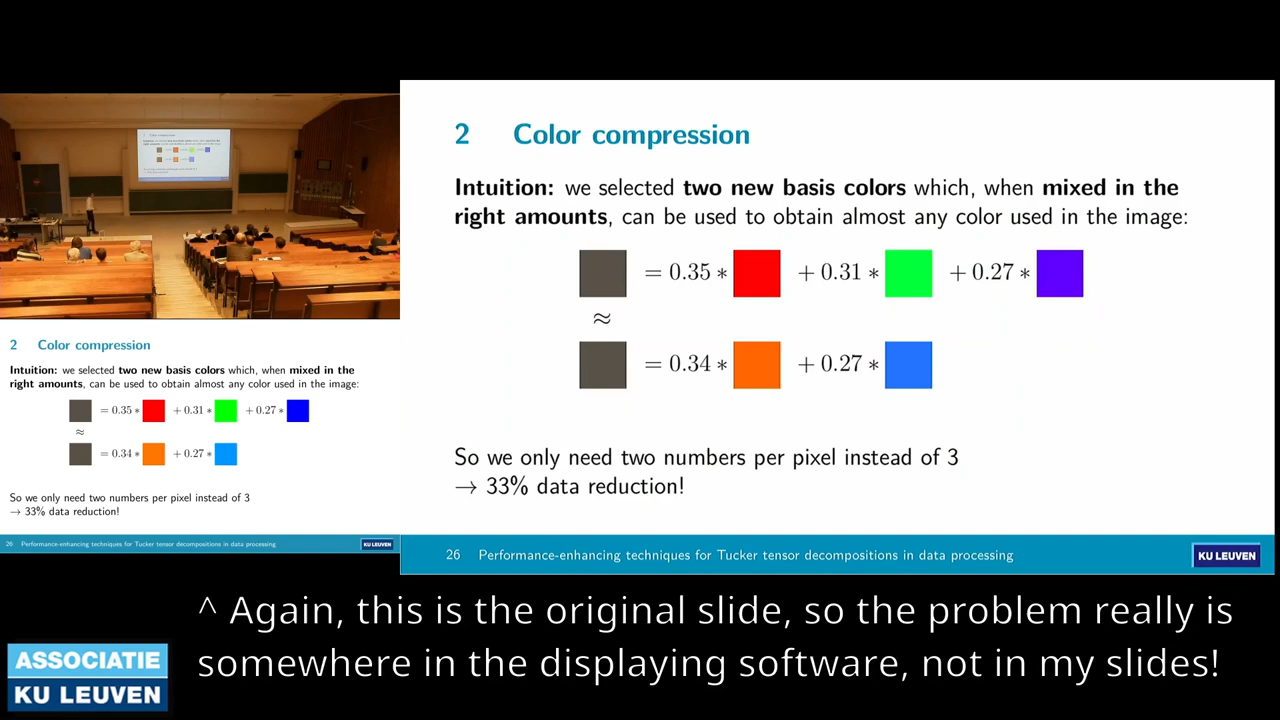 2 Color compression
Intuition: we selected two new basis colors which, when mixed in the
right amounts, can be used to obtain almost any color used in the image:
= 0.35 * + 0.31 * + 0.27 *
≈
= 0.34 * + 0.27 *
So we only need two numbers per pixel instead of 3
→ 33% data reduction!
26 Performance-enhancing techniques for Tucker tensor decompositions in data processing KU LEUVEN
2 Color compression
Intuition: we selected two new basis colors which, when mixed in the
right amounts, can be used to obtain almost any color used in the image:
= 0.35 * + 0.31 * + 0.27 *
≈
= 0.34 * + 0.27 *
So we only need two numbers per pixel instead of 3
→ 33% data reduction!
26 Performance-enhancing techniques for Tucker tensor decompositions in data processing KU LEUVEN
^ Again, this is the original slide, so the problem really is
somewhere in the displaying software, not in my slides!
ASSOCIATIE
KU LEUVEN